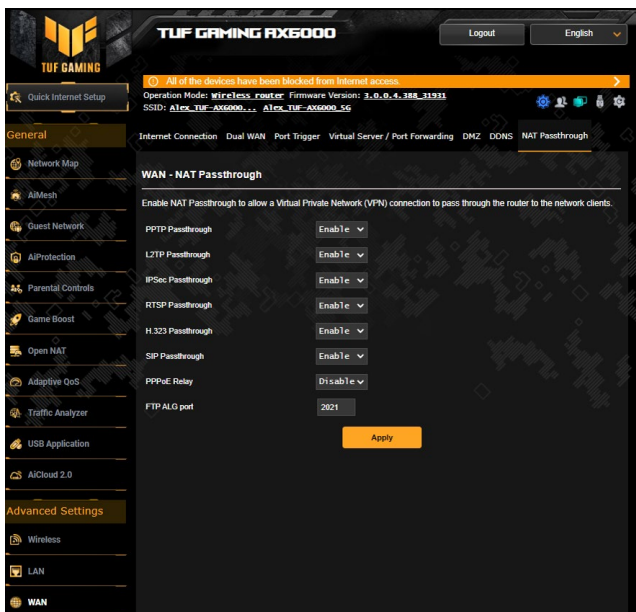 TUF GAMING
TUF GAMING AX6000
Logout
English
All of the devices have been blocked from Internet access.
Quick Internet Setup
Operation Mode: Wireless router Firmware Version: 3.0.0.4.388_31931
SSID: Alex_TUF-AX6000... Alex_TUF-AX6000_5G
General
Internet Connection Dual WAN Port Trigger Virtual Server / Port Forwarding DMZ DDNS NAT Passthrough
Network Map
AiMesh
Guest Network
AiProtection
Parental Controls
Game Boost
Open NAT
Adaptive QoS
Traffic Analyzer
USB Application
AiCloud 2.0
Advanced Settings
Wireless
LAN
WAN
WAN - NAT Passthrough
Enable NAT Passthrough to allow a Virtual Private Network (VPN) connection to pass through the router to the network clients.
PPTP Passthrough Enable
L2TP Passthrough Enable
IPSec Passthrough Enable
RTSP Passthrough Enable
H.323 Passthrough Enable
SIP Passthrough Enable
PPPoE Relay Disable
FTP ALG port 2021
Apply